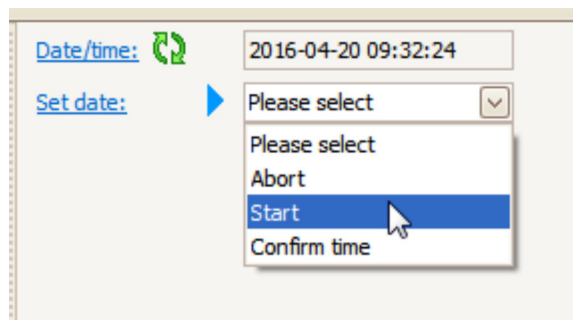 Date/time: 2016-04-20 09:32:24
Set date: Please select
Please select
Abort
Start
Confirm time